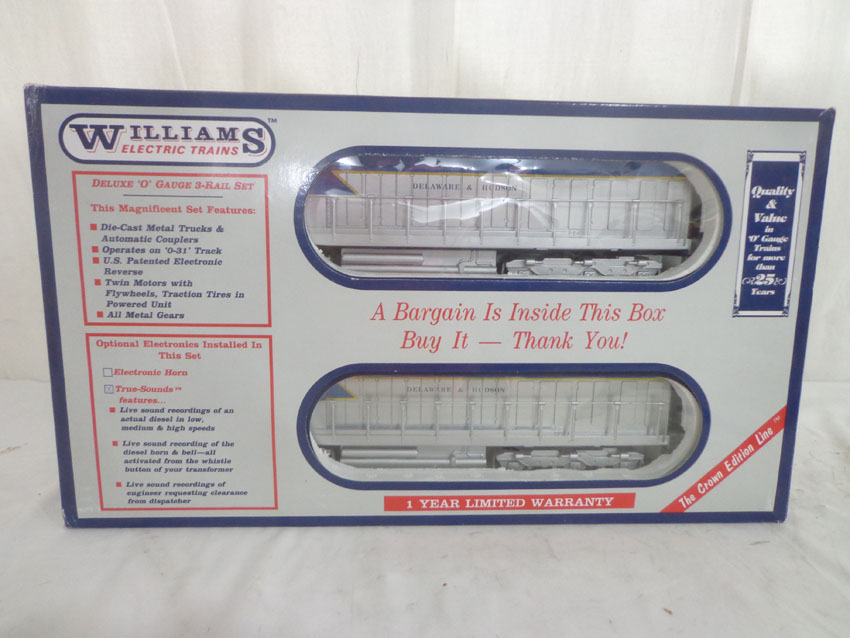 WILLIAMS™
ELECTRIC TRAINS
DELUXE 'O' GAUGE 3-RAIL SET
This Magnificent Set Features:
■ Die-Cast Metal Trucks &
Automatic Couplers
■ Operates on '0-31' Track
■ U.S. Patented Electronic
Reverse
■ Twin Motors with
Flywheels, Traction Tires in
Powered Unit
■ All Metal Gears
Optional Electronics Installed In
This Set
Electronic Horn
True-Sounds™
features...
■ Live sound recordings of an
actual diesel in low,
medium & high speeds
■ Live sound recording of the
diesel horn & bell—all
activated from the whistle
button of your transformer
■ Live sound recordings of
engineer requesting clearance
from dispatcher
DELAWARE & HUDSON
A Bargain Is Inside This Box
Buy It — Thank You!
DELAWARE & HUDSON
1 YEAR LIMITED WARRANTY
Quality
&
Value
in
'O' Gauge
Trains
for more
than
25
Years
The Crown Edition Line™